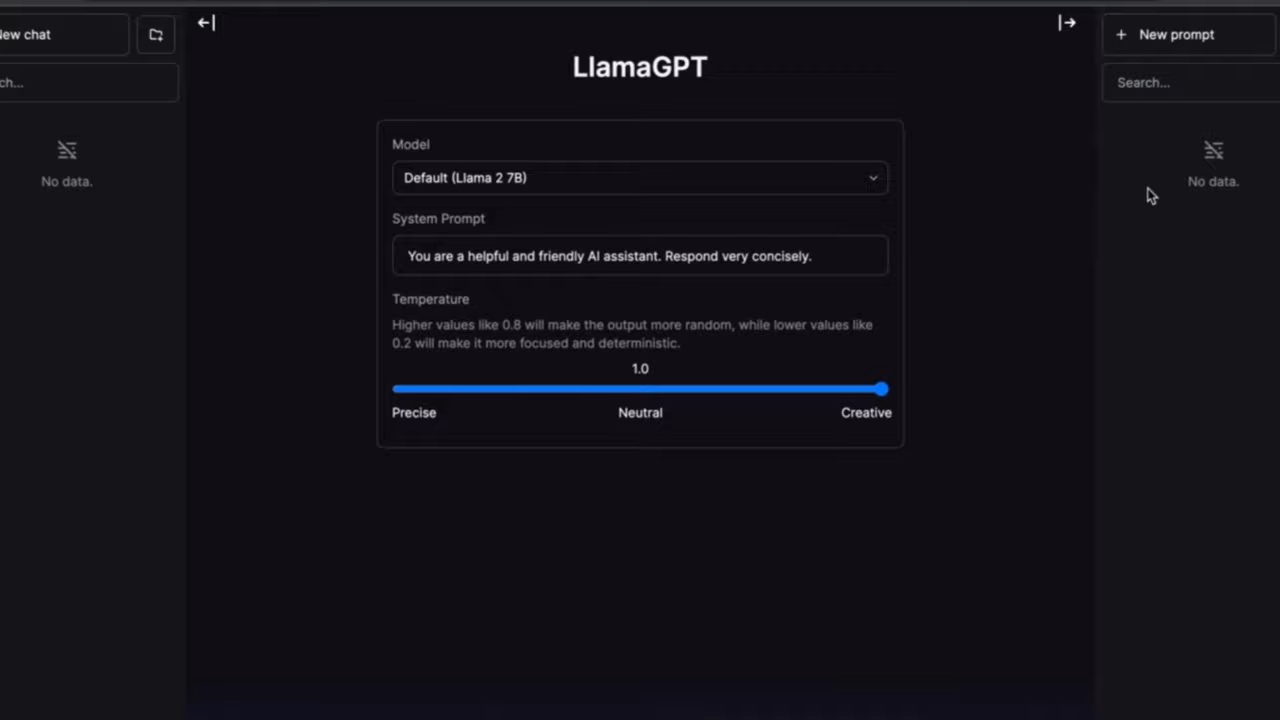 ew chat
ch...
No data.
LlamaGPT
Model
Default (Llama 2 7B)
System Prompt
You are a helpful and friendly AI assistant. Respond very concisely.
Temperature
Higher values like 0.8 will make the output more random, while lower values like
0.2 will make it more focused and deterministic.
1.0
Precise Neutral Creative
+ New prompt
Search...
No data.